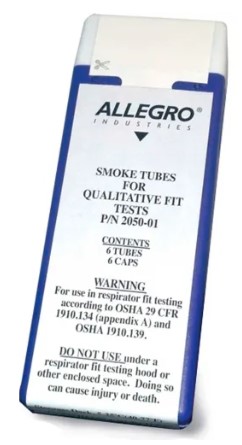 ALLEGRO®
INDUSTRIES
SMOKE TUBES
FOR
QUALITATIVE FIT
TESTS
P/N 2050-01
CONTENTS
6 TUBES
6 CAPS
WARNING
For use in respirator fit testing
according to OSHA 29 CFR
1910.134 (appendix A) and
OSHA 1910.139.
DO NOT USE under a
respirator fit testing hood or
other enclosed space. Doing so
can cause injury or death.